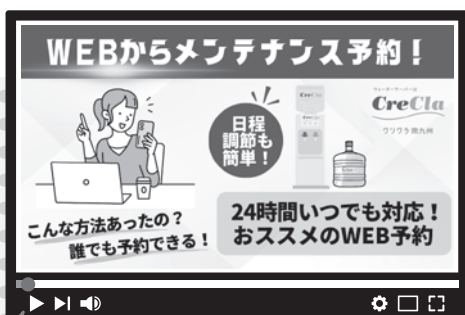 WEBからメンテナンス予約！
日程
調節も
簡単！
CreCla
ウォーターサーバーは
CreCla
クリクラ南九州
こんな方法あったの？
誰でも予約できる！
24時間いつでも対応！
おススメのWEB予約